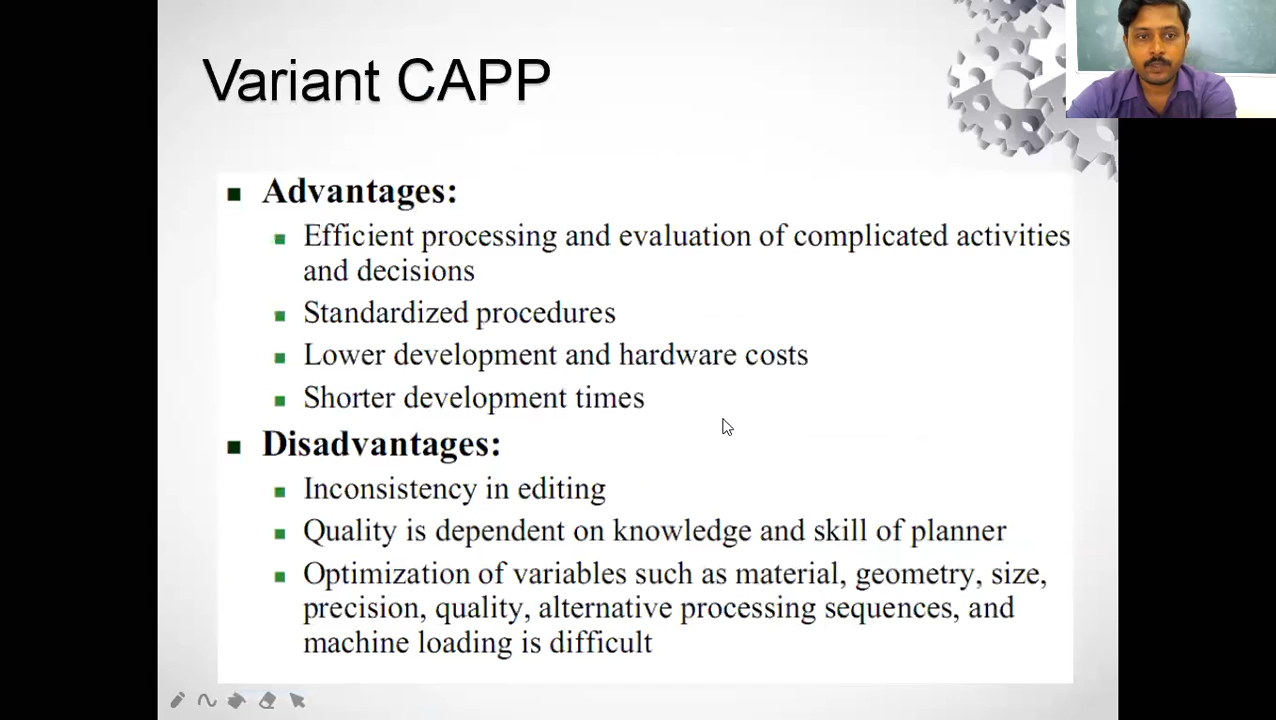 Variant CAPP
Advantages:
Efficient processing and evaluation of complicated activities
and decisions
Standardized procedures
Lower development and hardware costs
Shorter development times
Disadvantages:
Inconsistency in editing
Quality is dependent on knowledge and skill of planner
Optimization of variables such as material, geometry, size,
precision, quality, alternative processing sequences, and
machine loading is difficult